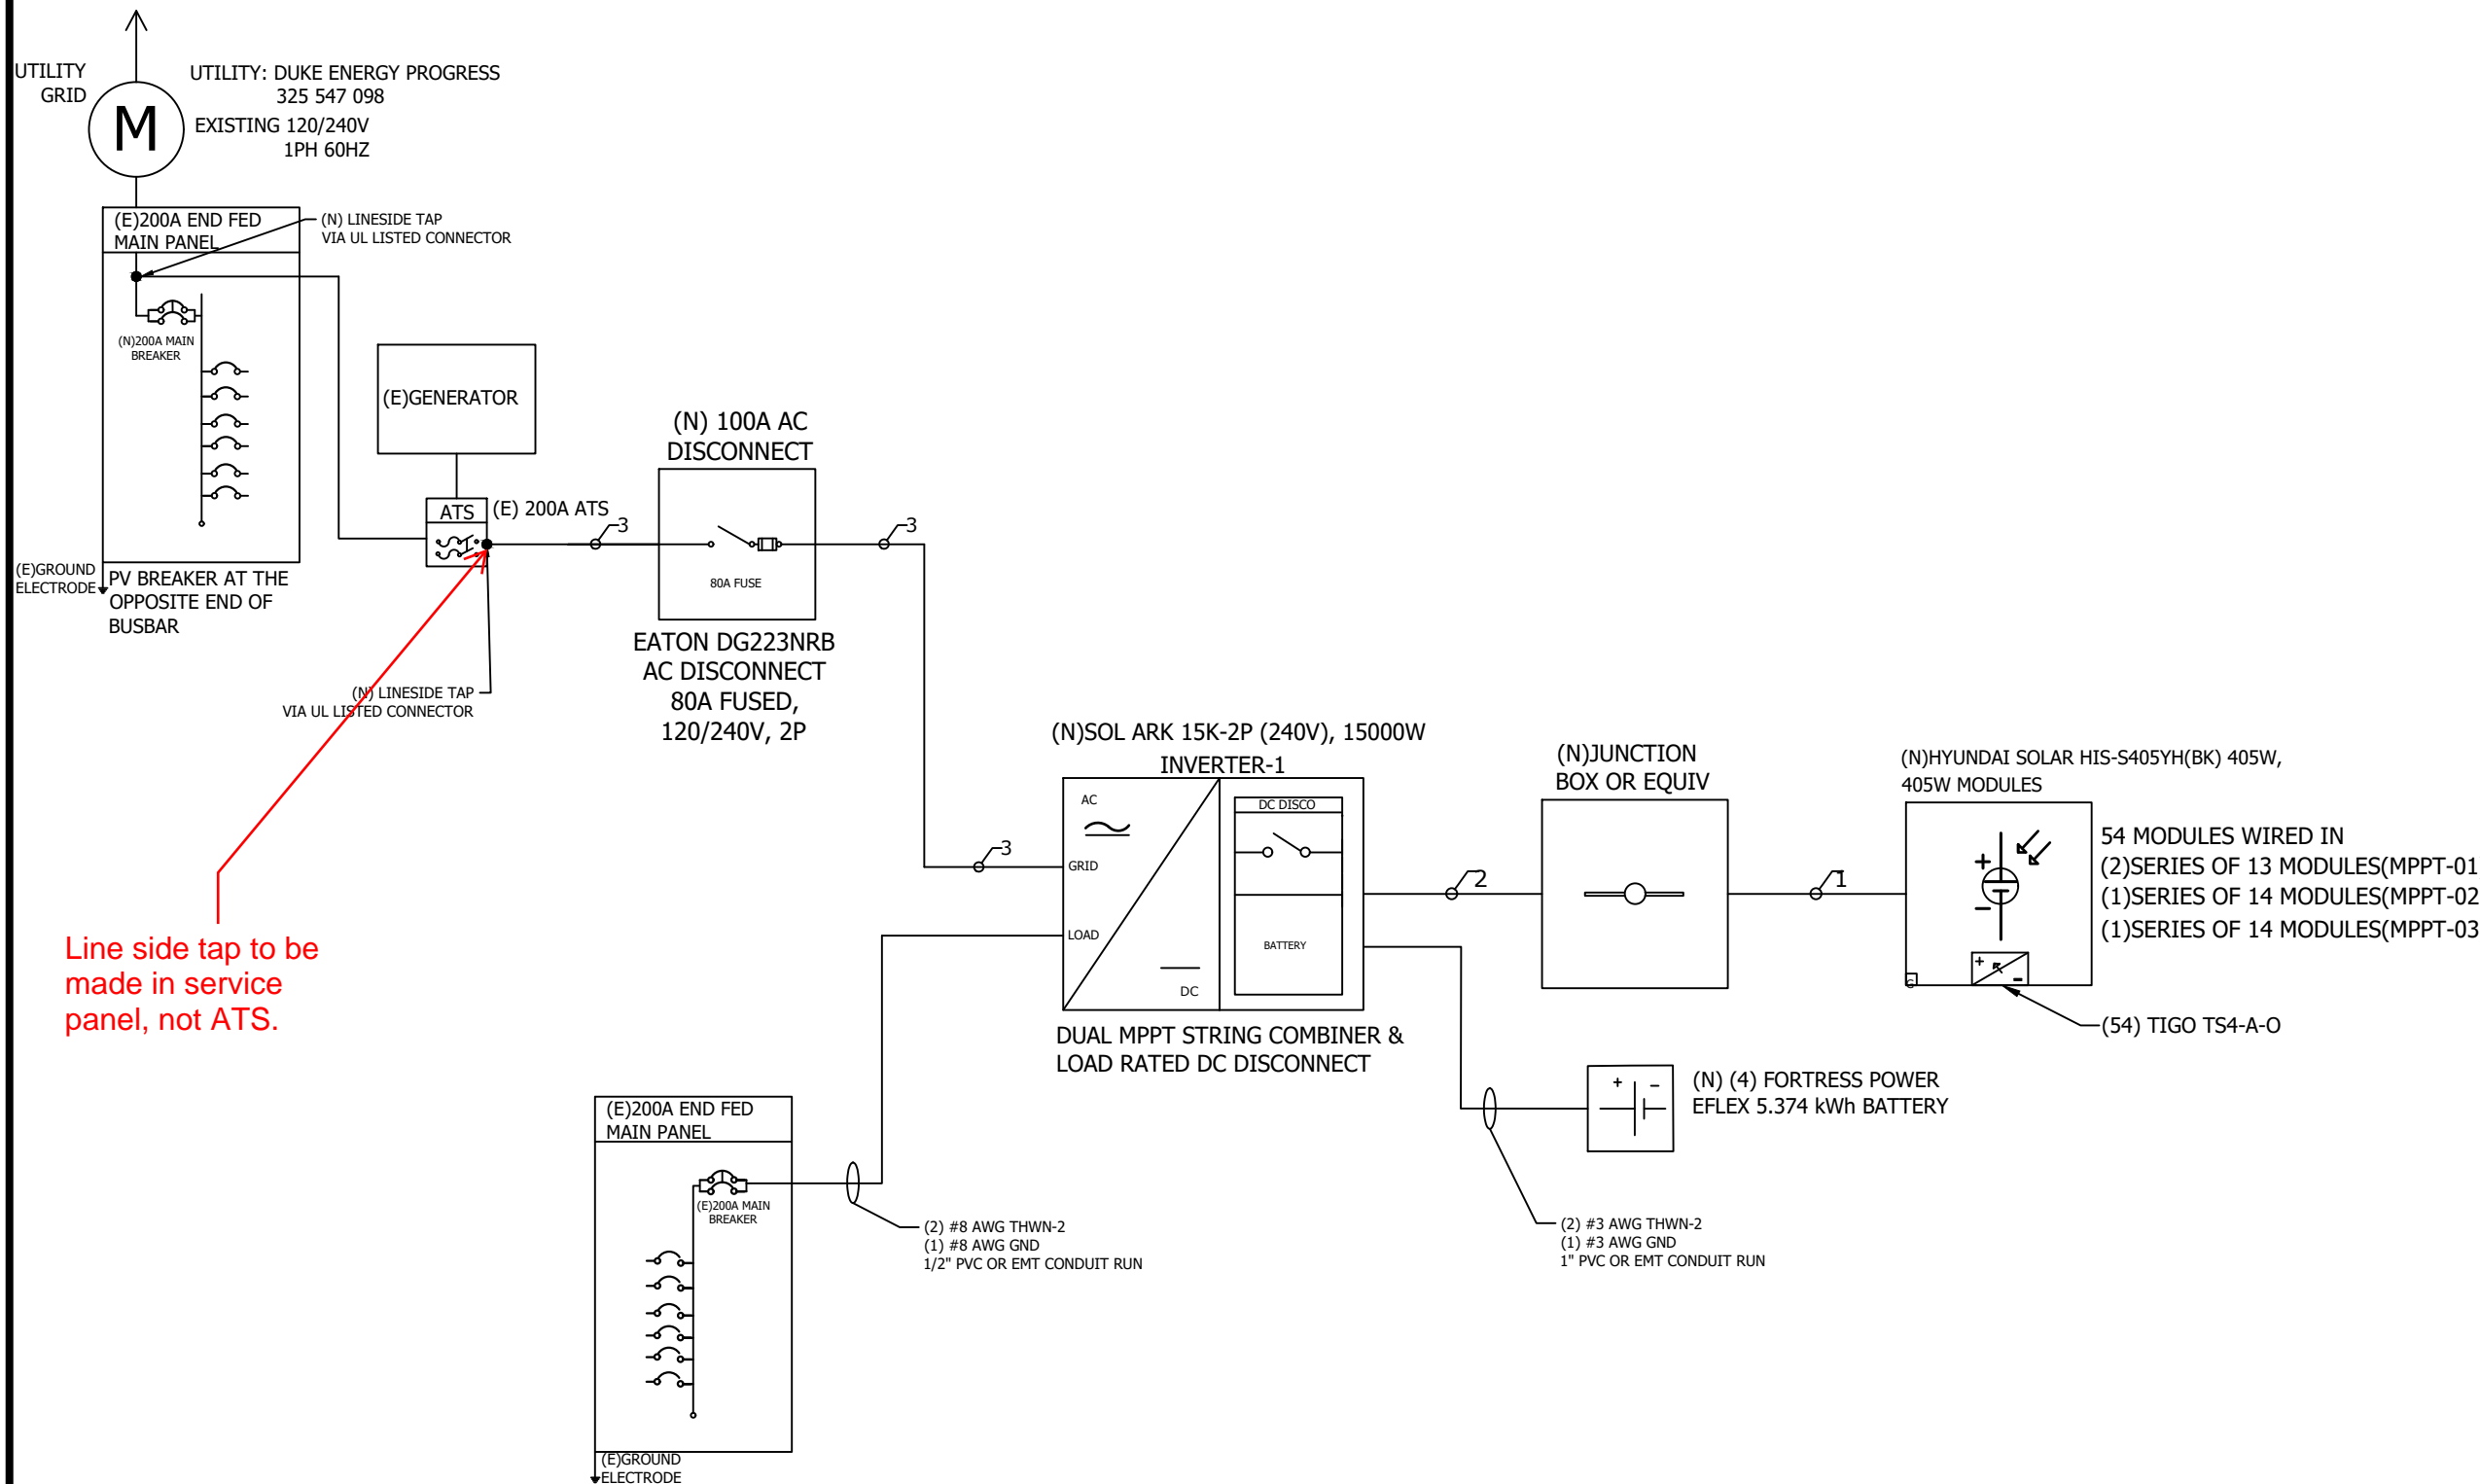 UTILITY
GRID
M
UTILITY: DUKE ENERGY PROGRESS
325 547 098
EXISTING 120/240V
1PH 60HZ
(E)200A END FED
MAIN PANEL
(N) LINESIDE TAP
VIA UL LISTED CONNECTOR
(N)200A MAIN
BREAKER
(E)GROUND
ELECTRODE
PV BREAKER AT THE
OPPOSITE END OF
BUSBAR
(E)GENERATOR
ATS
(E) 200A ATS
3
(N) LINESIDE TAP
VIA UL LISTED CONNECTOR
(N) 100A AC
DISCONNECT
80A FUSE
3
EATON DG223NRB
AC DISCONNECT
80A FUSED,
120/240V, 2P
Line side tap to be
made in service
panel, not ATS.
(N)SOL ARK 15K-2P (240V), 15000W
INVERTER-1
3
AC
GRID
LOAD
DC
DC DISCO
BATTERY
DUAL MPPT STRING COMBINER &
LOAD RATED DC DISCONNECT
2
(N)JUNCTION
BOX OR EQUIV
1
(N)HYUNDAI SOLAR HIS-S405YH(BK) 405W,
405W MODULES
+
−
+
-
G
54 MODULES WIRED IN
(2)SERIES OF 13 MODULES(MPPT-01
(1)SERIES OF 14 MODULES(MPPT-02
(1)SERIES OF 14 MODULES(MPPT-03
(54) TIGO TS4-A-O
+ -
(N) (4) FORTRESS POWER
EFLEX 5.374 kWh BATTERY
(2) #3 AWG THWN-2
(1) #3 AWG GND
1" PVC OR EMT CONDUIT RUN
(E)200A END FED
MAIN PANEL
(E)200A MAIN
BREAKER
(2) #8 AWG THWN-2
(1) #8 AWG GND
1/2" PVC OR EMT CONDUIT RUN
(E)GROUND
ELECTRODE